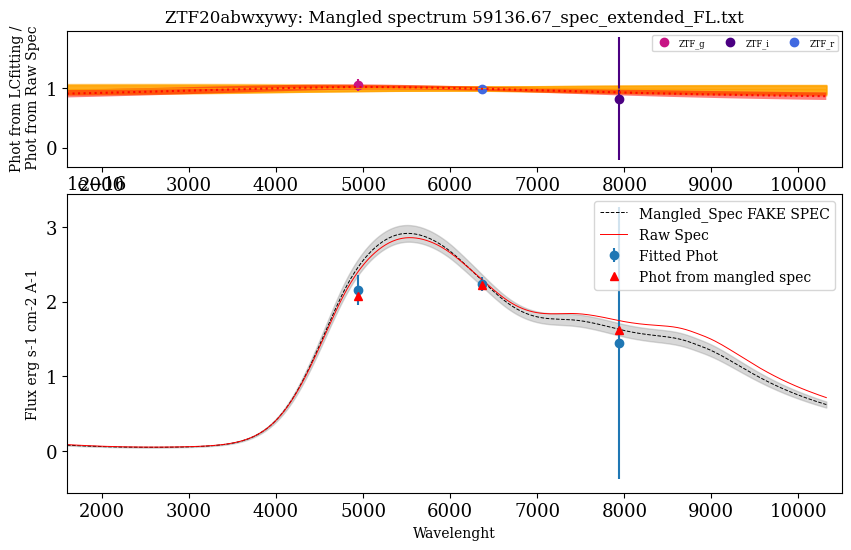 ZTF20abwxywy: Mangled spectrum 59136.67_spec_extended_FL.txt
Phot from LCfitting /
Phot from Raw Spec
1
0
ZTF_g
ZTF_i
ZTF_r
2000 3000 4000 5000 6000 7000 8000 9000 10000
1e−16
3
2
1
0
Flux erg s-1 cm-2 A-1
Mangled_Spec FAKE SPEC
Raw Spec
Fitted Phot
Phot from mangled spec
2000 3000 4000 5000 6000 7000 8000 9000 10000
Wavelenght